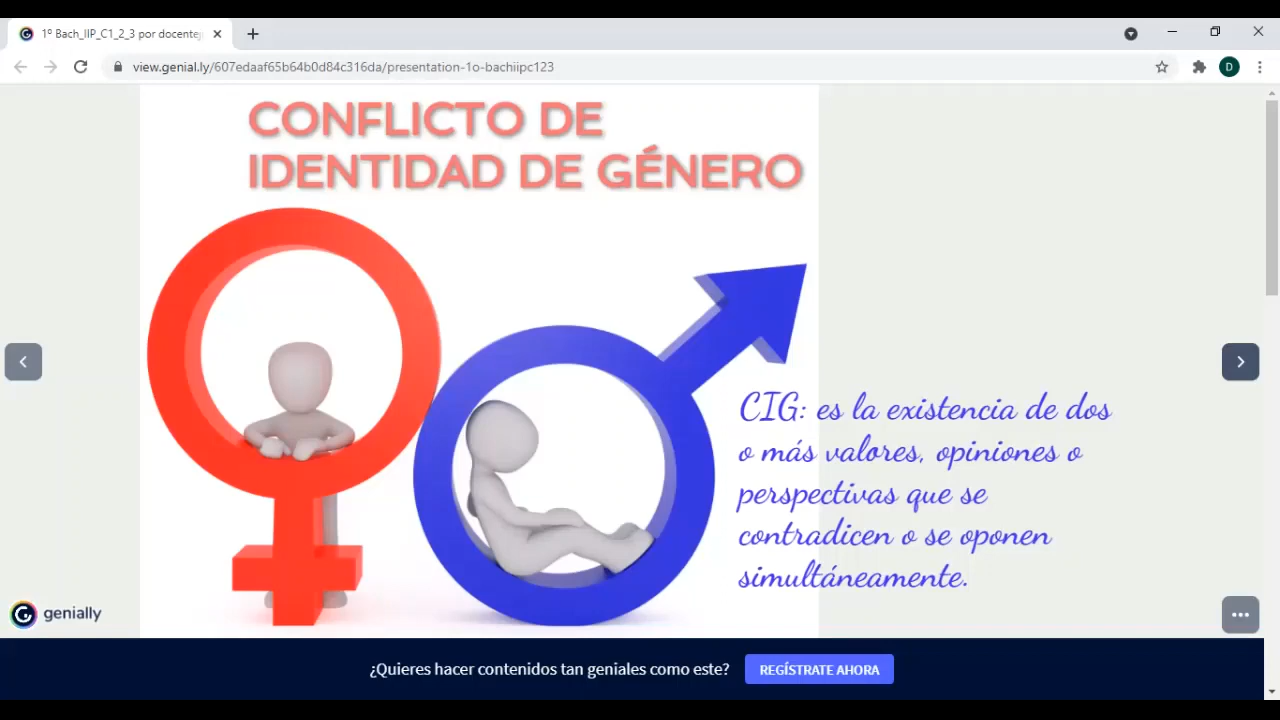 1º Bach_IIP_C1_2_3 por docente
view.genial.ly/607edaaf65b64b0d84c316da/presentation-1o-bachiipc123
D
CONFLICTO DE
IDENTIDAD DE GÉNERO
CIG: es la existencia de dos
o más valores, opiniones o
perspectivas que se
contradicen o se oponen
simultáneamente.
genially
¿Quieres hacer contenidos tan geniales como este?
REGÍSTRATE AHORA